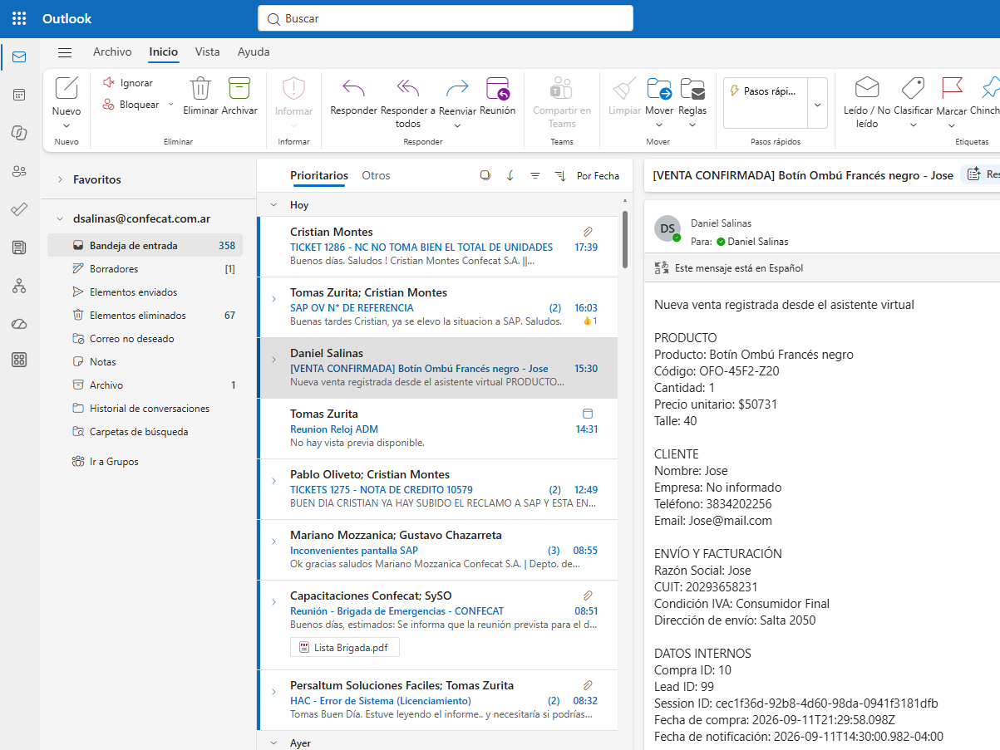 Outlook
Buscar
Archivo Inicio Vista Ayuda
Nuevo
Ignorar
Bloquear
Eliminar Archivar
Informar
Responder Responder a todos Reenviar Reunión
Compartir en Teams
Limpiar Mover Reglas
Pasos rápi...
Leído / No leído Clasificar Marcar Chinch
Nuevo Eliminar Informar Responder Teams Mover Pasos rápidos Etiquetas
Favoritos
dsalinas@confecat.com.ar
Bandeja de entrada 358
Borradores [1]
Elementos enviados
Elementos eliminados 67
Correo no deseado
Notas
Archivo 1
Historial de conversaciones
Carpetas de búsqueda
Ir a Grupos
Prioritarios Otros Por Fecha
Hoy
Cristian Montes
TICKET 1286 - NC NO TOMA BIEN EL TOTAL DE UNIDADES 17:39
Buenos días. Saludos ! Cristian Montes Confecat S.A. ||...
Tomas Zurita; Cristian Montes
SAP OV N* DE REFERENCIA (2) 16:03
Buenas tardes Cristian, ya se elevo la situacion a SAP. Saludos. 👍1
Daniel Salinas
[VENTA CONFIRMADA] Botín Ombú Francés negro - Jose 15:30
Nueva venta registrada desde el asistente virtual PRODUCTO...
Tomas Zurita
Reunion Reloj ADM 14:31
No hay vista previa disponible.
Pablo Oliveto; Cristian Montes
TICKETS 1275 - NOTA DE CREDITO 10579 (2) 12:49
BUEN DIA CRISTIAN YA HAY SUBIDO EL RECLAMO A SAP Y ESTA EN...
Mariano Mozzanica; Gustavo Chazarreta
Inconvenientes pantalla SAP (3) 08:55
Ok gracias saludos Mariano Mozzanica Confecat S.A. | Depto. de...
Capacitaciones Confecat; SySO
Reunión - Brigada de Emergencias - CONFECAT 08:51
Buenos días, estimados: Se informa que la reunión prevista para el d...
Lista Brigada.pdf
Persaltum Soluciones Faciles; Tomas Zurita
HAC - Error de Sistema (Licenciamiento) (2) 08:32
Tomas Buen Día. Estuve leyendo el informe.. y necesitaría si podrías...
Ayer
[VENTA CONFIRMADA] Botín Ombú Francés negro - Jose Res
DS
Daniel Salinas
Para: Daniel Salinas
Este mensaje está en Español
Nueva venta registrada desde el asistente virtual
PRODUCTO
Producto: Botín Ombú Francés negro
Código: OFO-45F2-Z20
Cantidad: 1
Precio unitario: $50731
Talle: 40
CLIENTE
Nombre: Jose
Empresa: No informado
Teléfono: 3834202256
Email: Jose@mail.com
ENVÍO Y FACTURACIÓN
Razón Social: Jose
CUIT: 20293658231
Condición IVA: Consumidor Final
Dirección de envío: Salta 2050
DATOS INTERNOS
Compra ID: 10
Lead ID: 99
Session ID: cec1f36d-92b8-4d60-98da-0941f3181dfb
Fecha de compra: 2026-09-11T21:29:58.098Z
Fecha de notificación: 2026-09-11T14:30:00.982-04:00